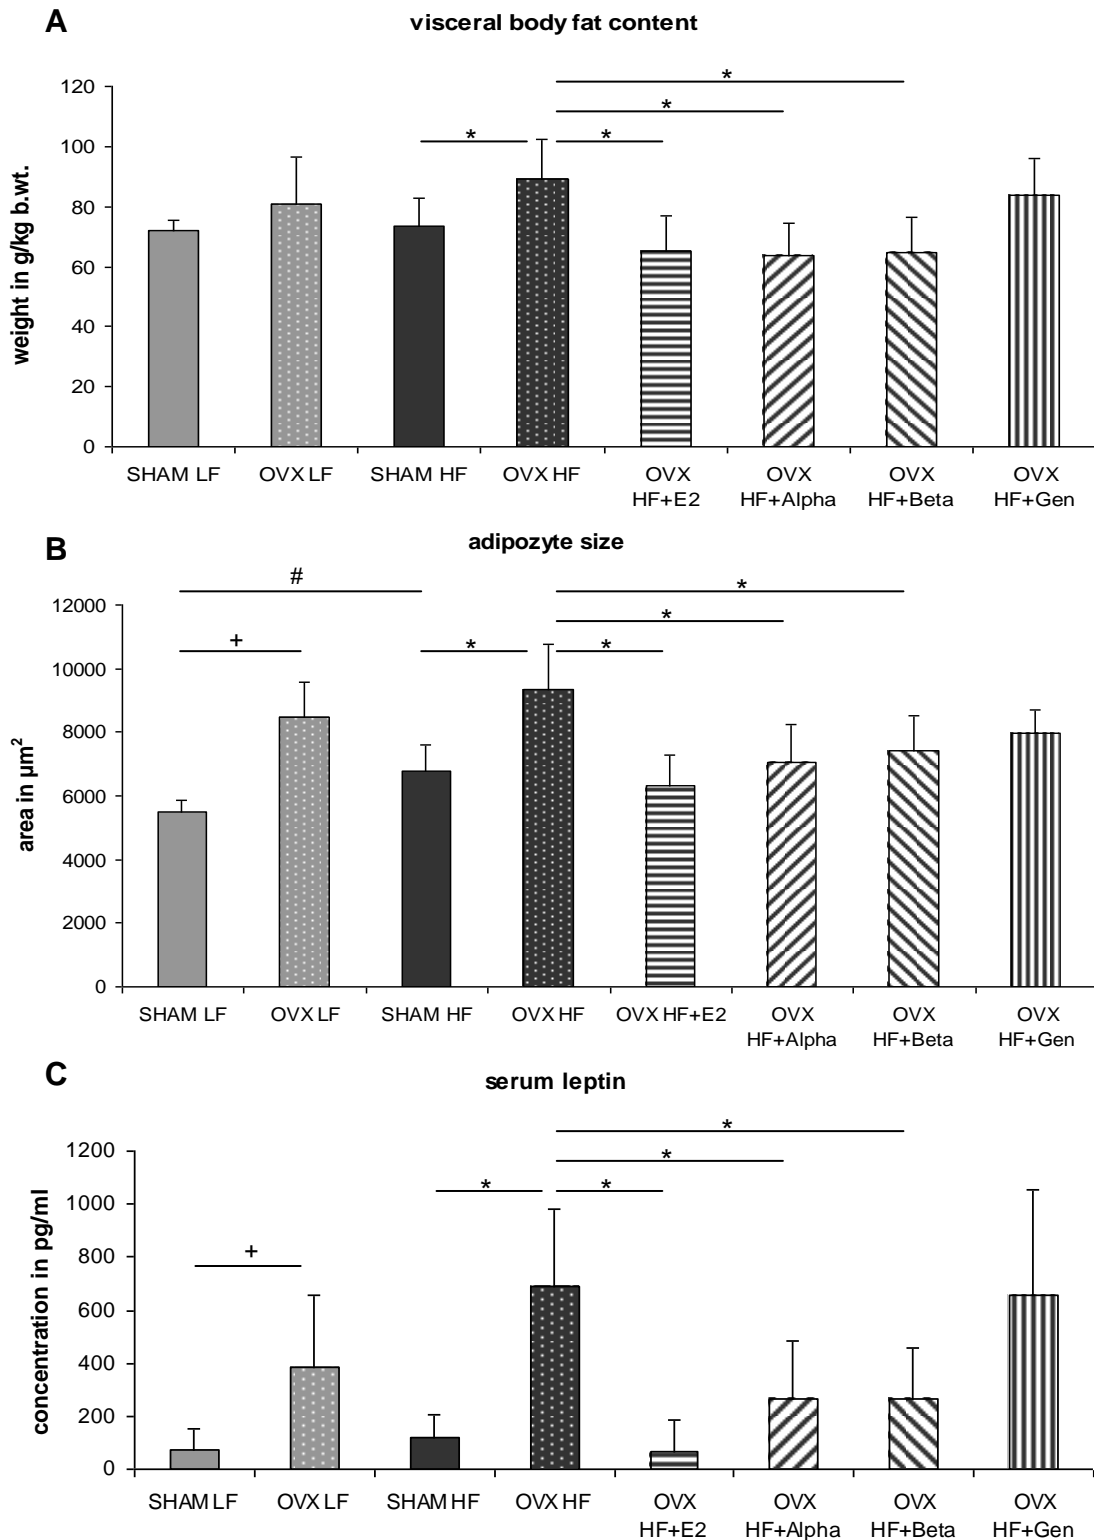 A
visceral body fat content
*
*
* *
120
100
80
60
40
20
0
weight in g/kg b.wt.
SHAM LF OVX LF SHAM HF OVX HF OVX OVX OVX OVX
HF+E2 HF+Alpha HF+Beta HF+Gen
B
adipozyte size
# *
*
+ * *
12000
10000
8000
6000
4000
2000
0
area in µm²
SHAM LF OVX LF SHAM HF OVX HF OVX HF+E2 OVX OVX OVX
HF+Alpha HF+Beta HF+Gen
C
serum leptin
*
*
* *
+
1200
1000
800
600
400
200
0
concentration in pg/ml
SHAM LF OVX LF SHAM HF OVX HF OVX OVX OVX OVX
HF+E2 HF+Alpha HF+Beta HF+Gen